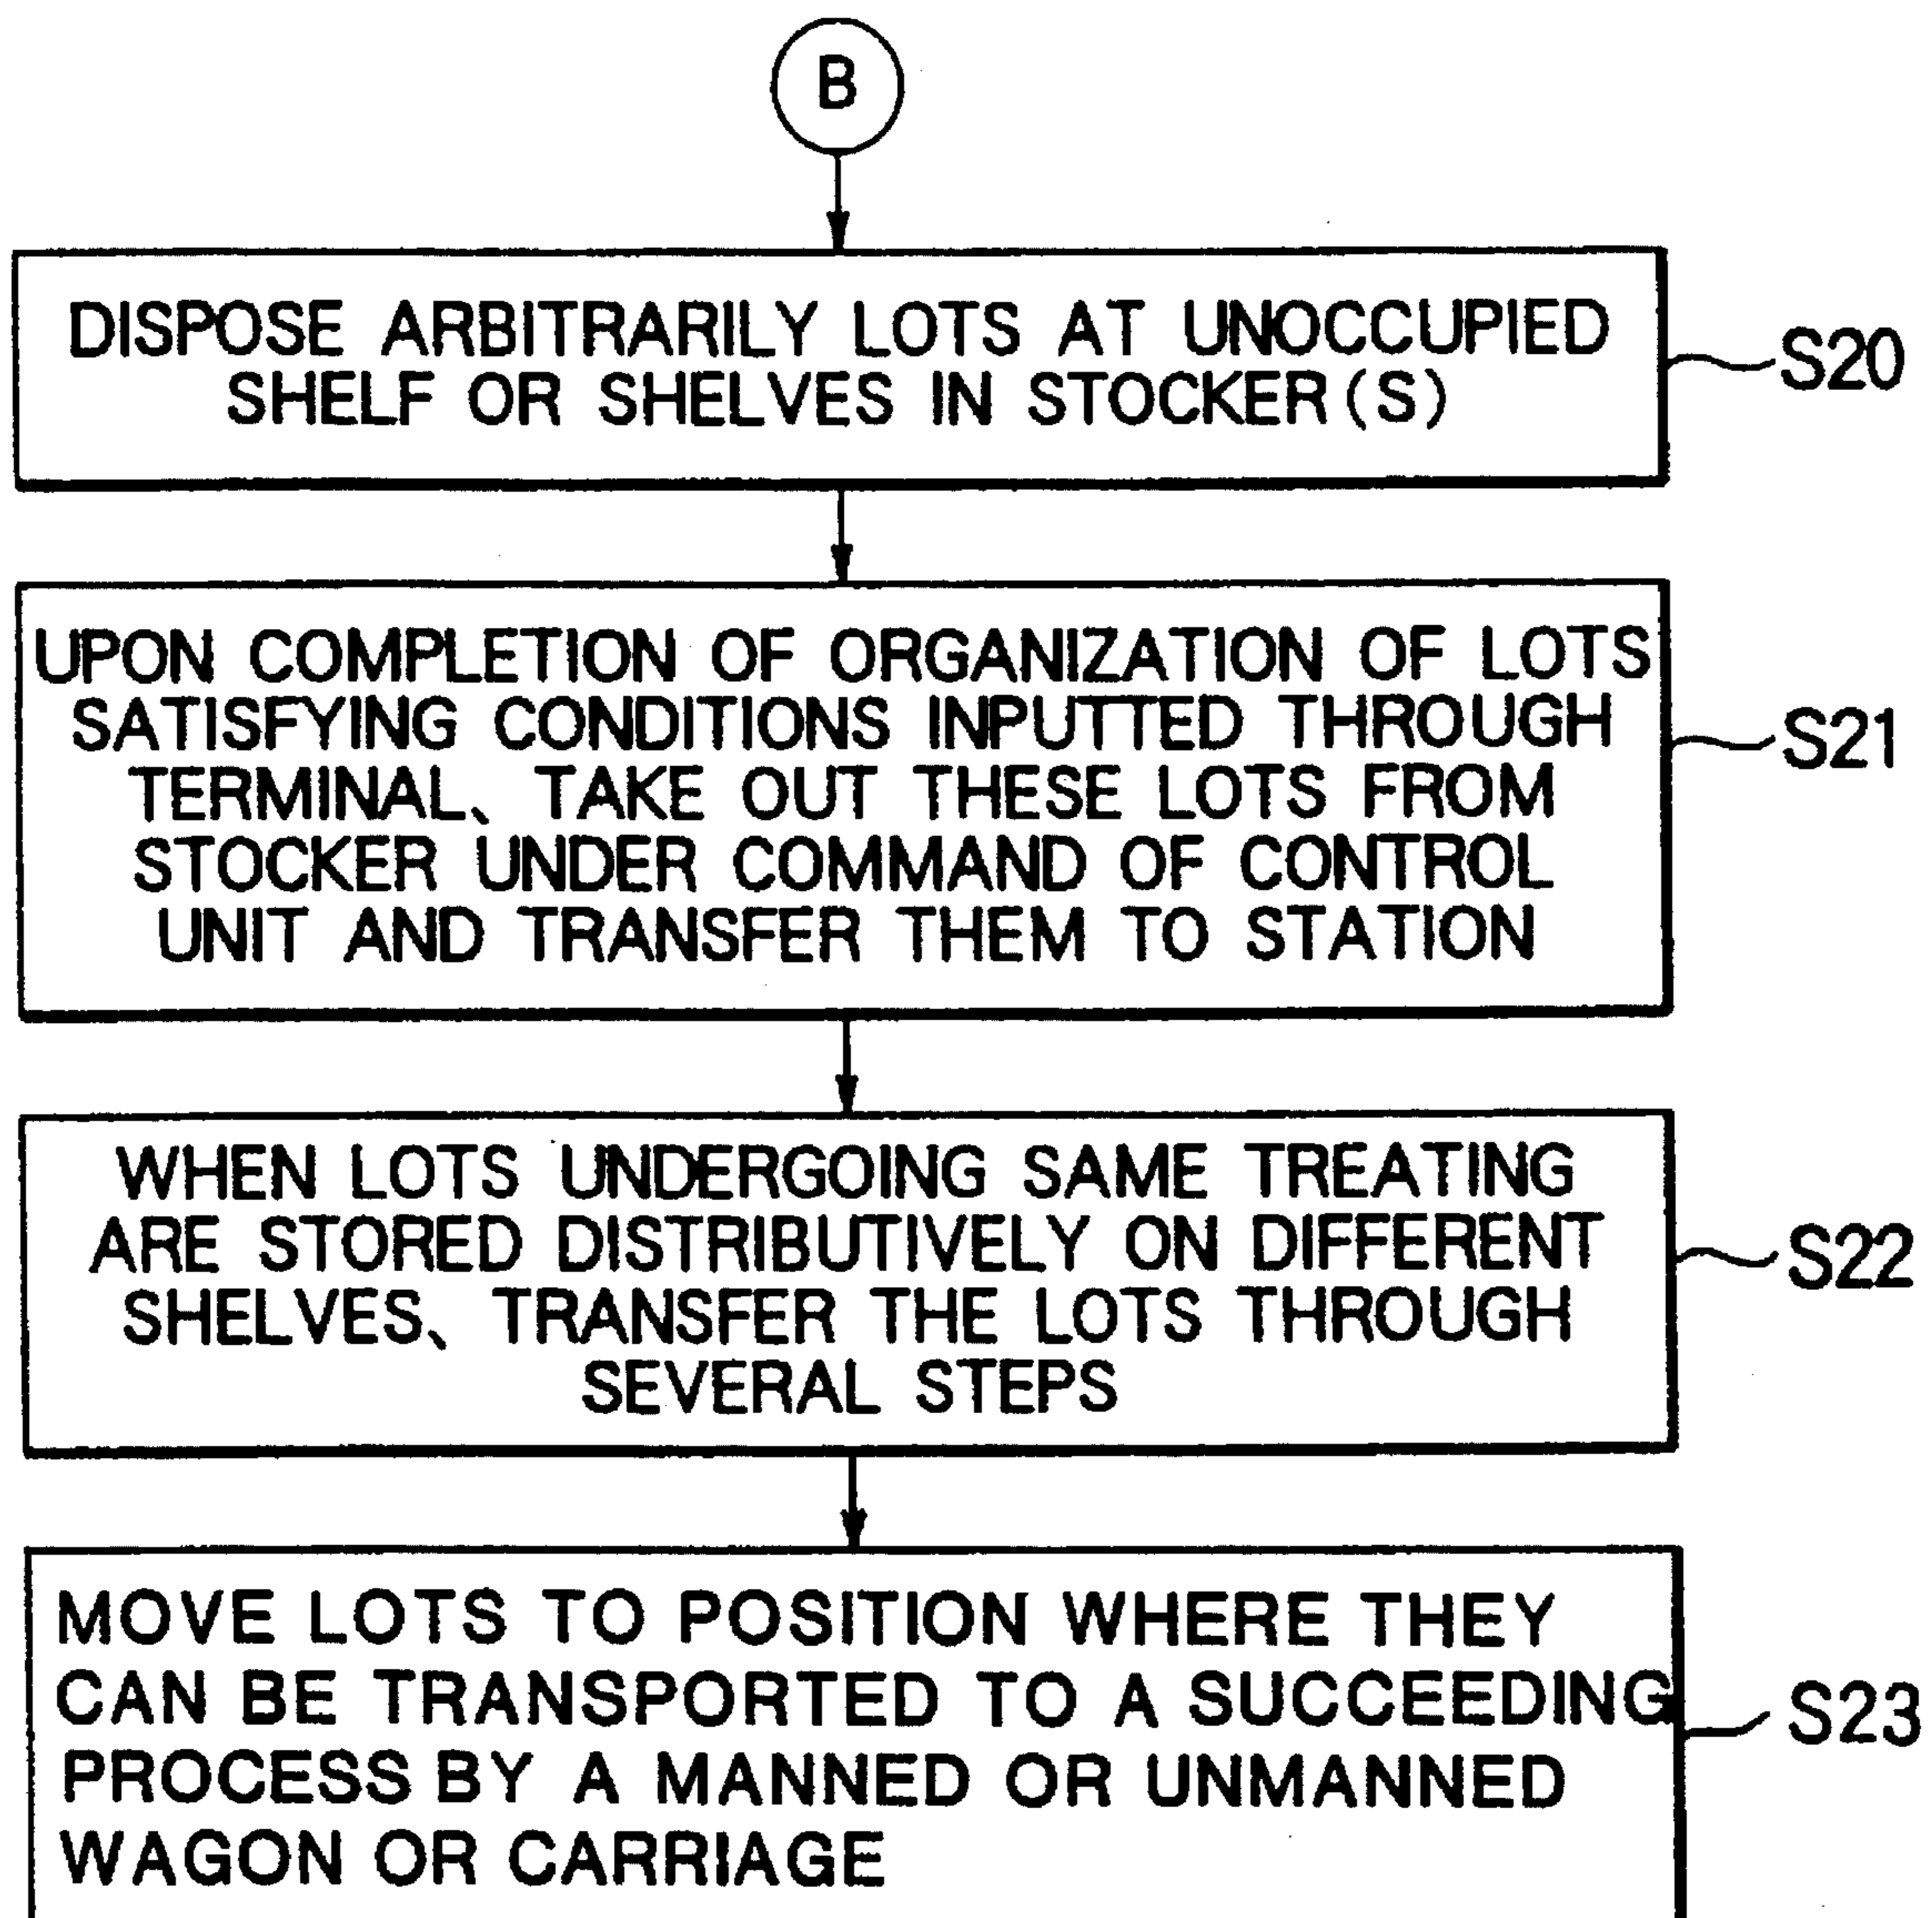 B
DISPOSE ARBITRARILY LOTS AT UNOCCUPIED
SHELF OR SHELVES IN STOCKER(S)
S20
UPON COMPLETION OF ORGANIZATION OF LOTS
SATISFYING CONDITIONS INPUTTED THROUGH
TERMINAL、 TAKE OUT THESE LOTS FROM
STOCKER UNDER COMMAND OF CONTROL
UNIT AND TRANSFER THEM TO STATION
S21
WHEN LOTS UNDERGOING SAME TREATING
ARE STORED DISTRIBUTIVELY ON DIFFERENT
SHELVES、 TRANSFER THE LOTS THROUGH
SEVERAL STEPS
S22
MOVE LOTS TO POSITION WHERE THEY
CAN BE TRANSPORTED TO A SUCCEEDING
PROCESS BY A MANNED OR UNMANNED
WAGON OR CARRIAGE
S23